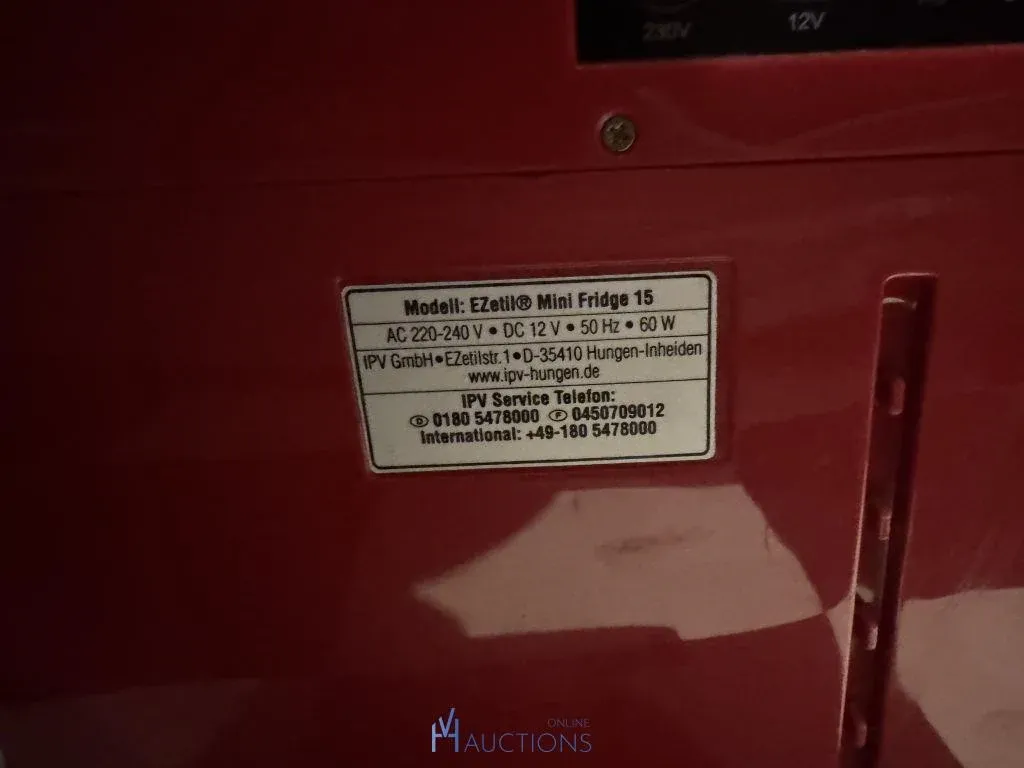 230V
12V
Modell: EZetil® Mini Fridge 15
AC 220-240 V • DC 12 V • 50 Hz • 60 W
IPV GmbH•EZetilstr.1•D-35410 Hungen-Inheiden
www.ipv-hungen.de
IPV Service Telefon:
D 0180 5478000 F 0450709012
International: +49-180 5478000
VH ONLINE
AUCTIONS